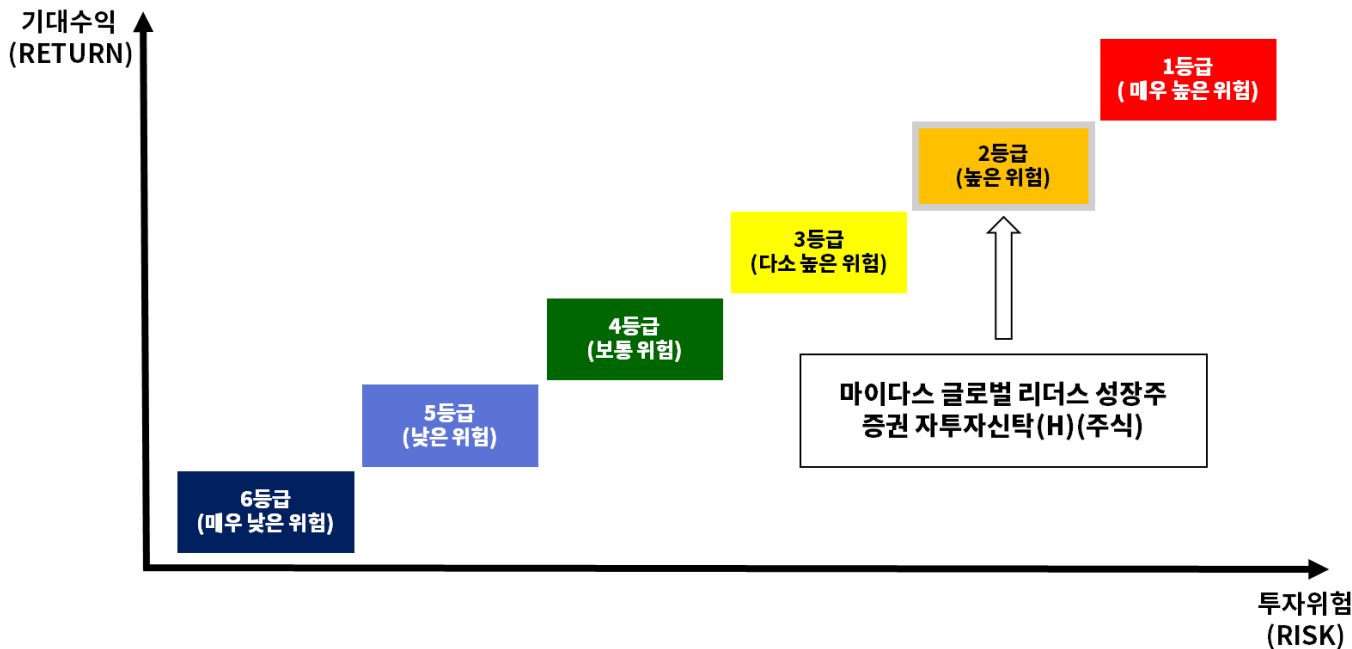 기대수익
(RETURN)
1등급
( 매우 높은 위험)
2등급
(높은 위험)
3등급
(다소 높은 위험)
4등급
(보통 위험)
마이다스 글로벌 리더스 성장주
증권 자투자신탁(H)(주식)
5등급
(낮은 위험)
6등급
(매우 낮은 위험)
투자위험
(RISK)